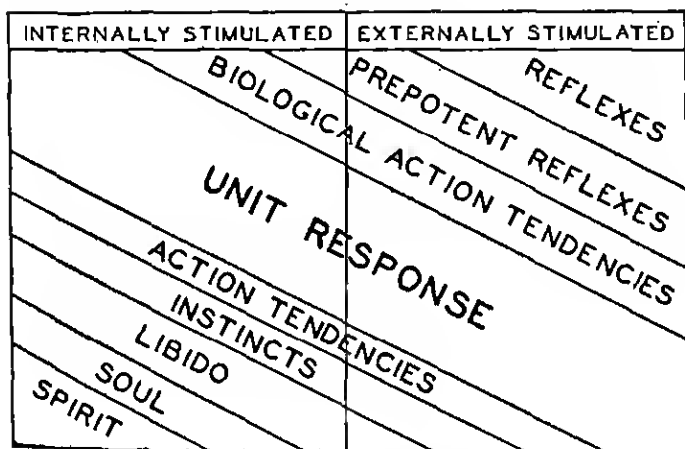 INTERNALLY STIMULATED
EXTERNALLY STIMULATED
REFLEXES
PREPOTENT REFLEXES
BIOLOGICAL ACTION TENDENCIES
UNIT RESPONSE
ACTION TENDENCIES
INSTINCTS
LIBIDO
SOUL
SPIRIT